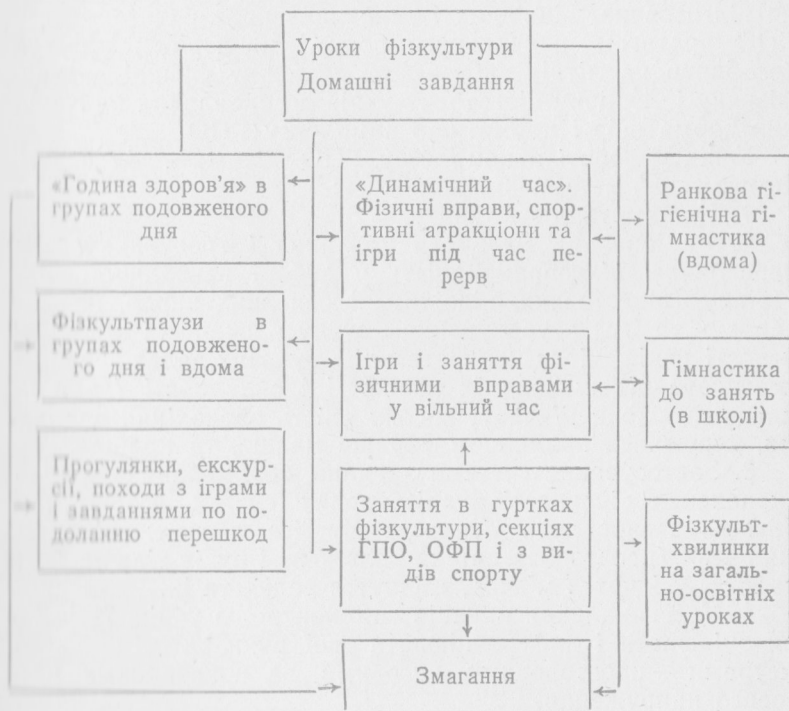 Уроки фізкультури
Домашні завдання
«Година здоров'я» в
групах подовженого
дня
«Динамічний час».
Фізичні вправи, спор-
тивні атракціони та
ігри під час пе-
рерв
Ранкова гі-
гієнічна гі-
мнастика
(вдома)
Фізкультпаузи в
групах подовжено-
го дня і вдома
Ігри і заняття фі-
зичними вправами
у вільний час
Гімнастика
до занять
(в школі)
Прогулянки, екскур-
сії, походи з іграми
і завданнями по по-
доланню перешкод
Заняття в гуртках
фізкультури, секціях
ГПО, ОФП і з ви-
дів спорту
Фізкульт-
хвилинки
на загаль-
но-освітніх
уроках
Змагання